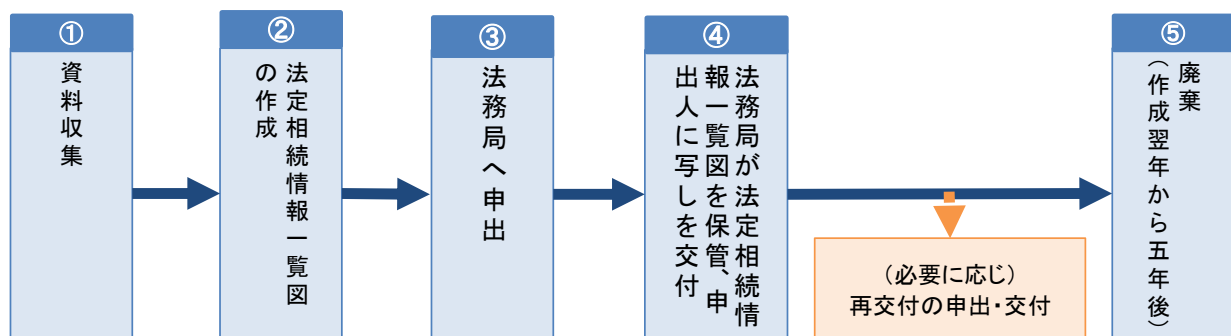 ①
資料収集
②
法定相続情報一覧図
の作成
③
法務局へ申出
④
法務局が法定相続情
報一覧図を保管、申
出人に写しを交付
(必要に応じ)
再交付の申出・交付
⑤
廃棄
(作成翌年から五年後)